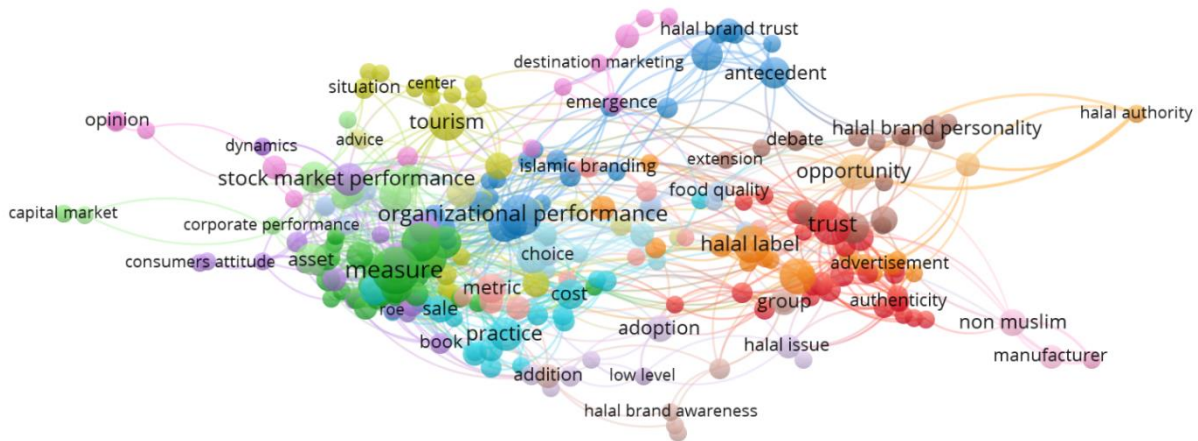 halal brand trust
destination marketing
antecedent
situation
center
emergence
opinion
tourism
halal authority
advice
debate
halal brand personality
dynamics
extension
islamic branding
opportunity
stock market performance
food quality
capital market
organizational performance
corporate performance
trust
halal label
choice
consumers attitude
asset
measure
advertisement
metric
cost
group
authenticity
roe
sale
practice
adoption
non muslim
book
halal issue
manufacturer
addition
low level
halal brand awareness